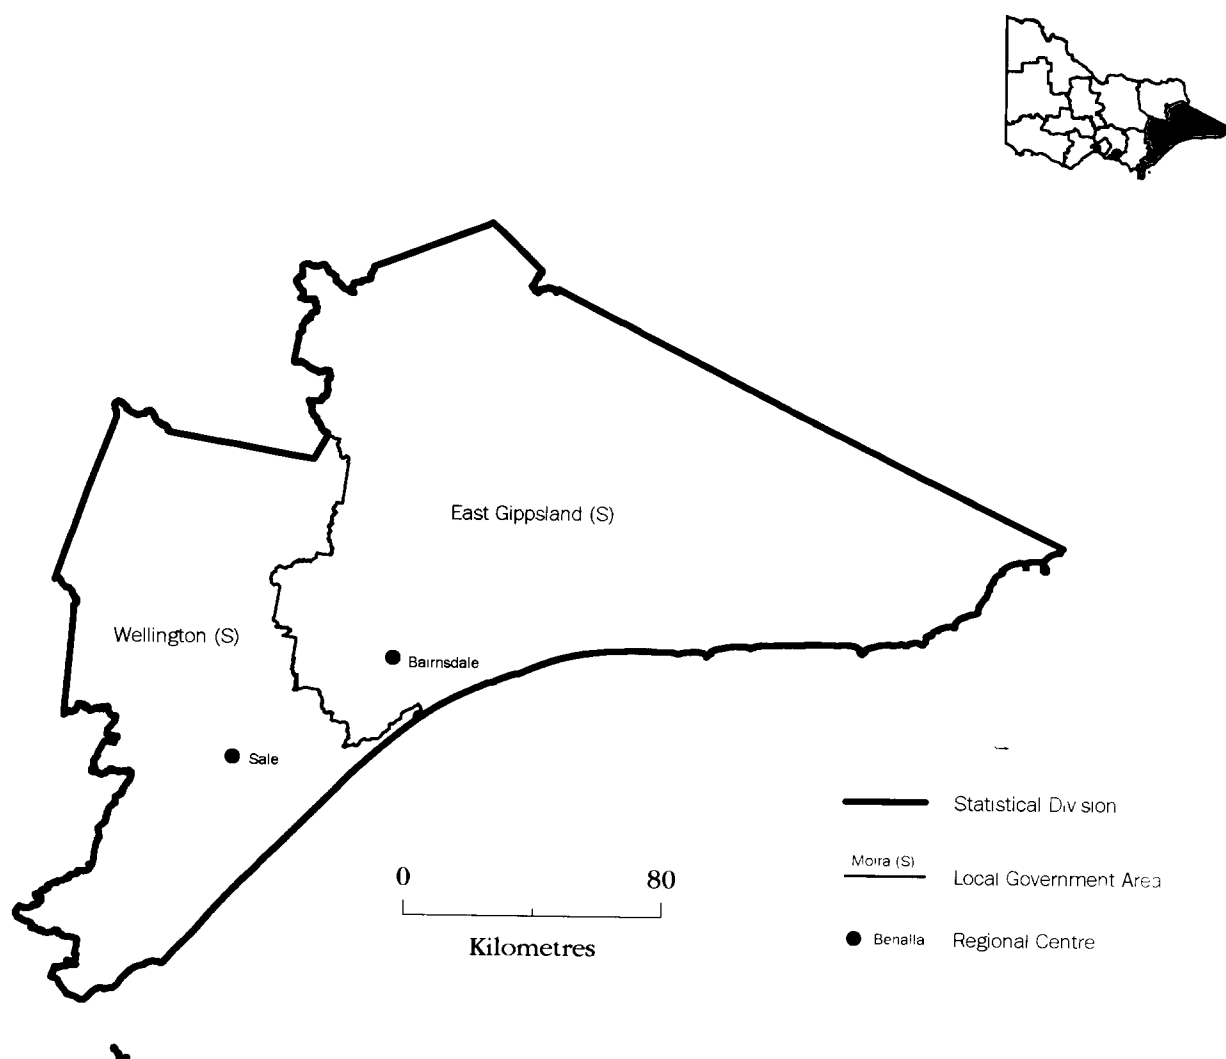 East Gippsland (S)
Wellington (S)
Bairnsdale
Sale
Statistical Division
Moira (S)
Local Government Area
0 80
Kilometres
Benalla
Regional Centre